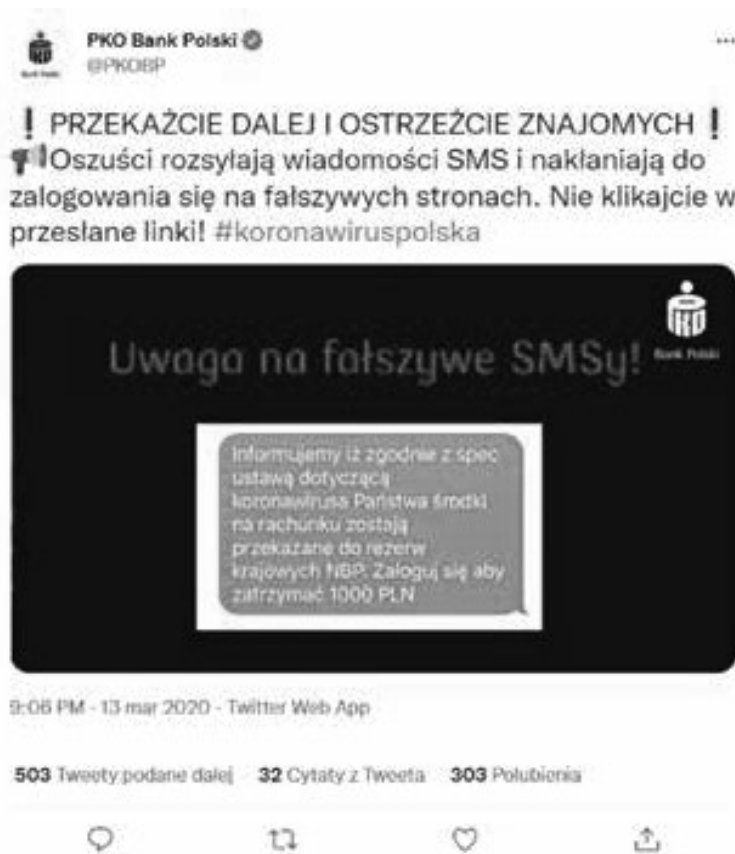 PKO Bank Polski
@PKOBP
❗ PRZEKAŻCIE DALEJ I OSTRZEŻCIE ZNAJOMYCH ❗
📢Oszuści rozsyłają wiadomości SMS i nakłaniają do
zalogowania się na fałszywych stronach. Nie klikajcie w
przesłane linki! #koronawiruspolska
Bank Polski
Uwaga na fałszywe SMSy!
Informujemy iż zgodnie z spec
ustawą dotyczącą
koronawirusa Państwa środki
na rachunku zostają
przekazane do rezerw
krajowych NBP. Zaloguj się aby
zatrzymać 1000 PLN
9:06 PM · 13 mar 2020 · Twitter Web App
503 Tweety podane dalej 32 Cytaty z Tweeta 303 Polubienia